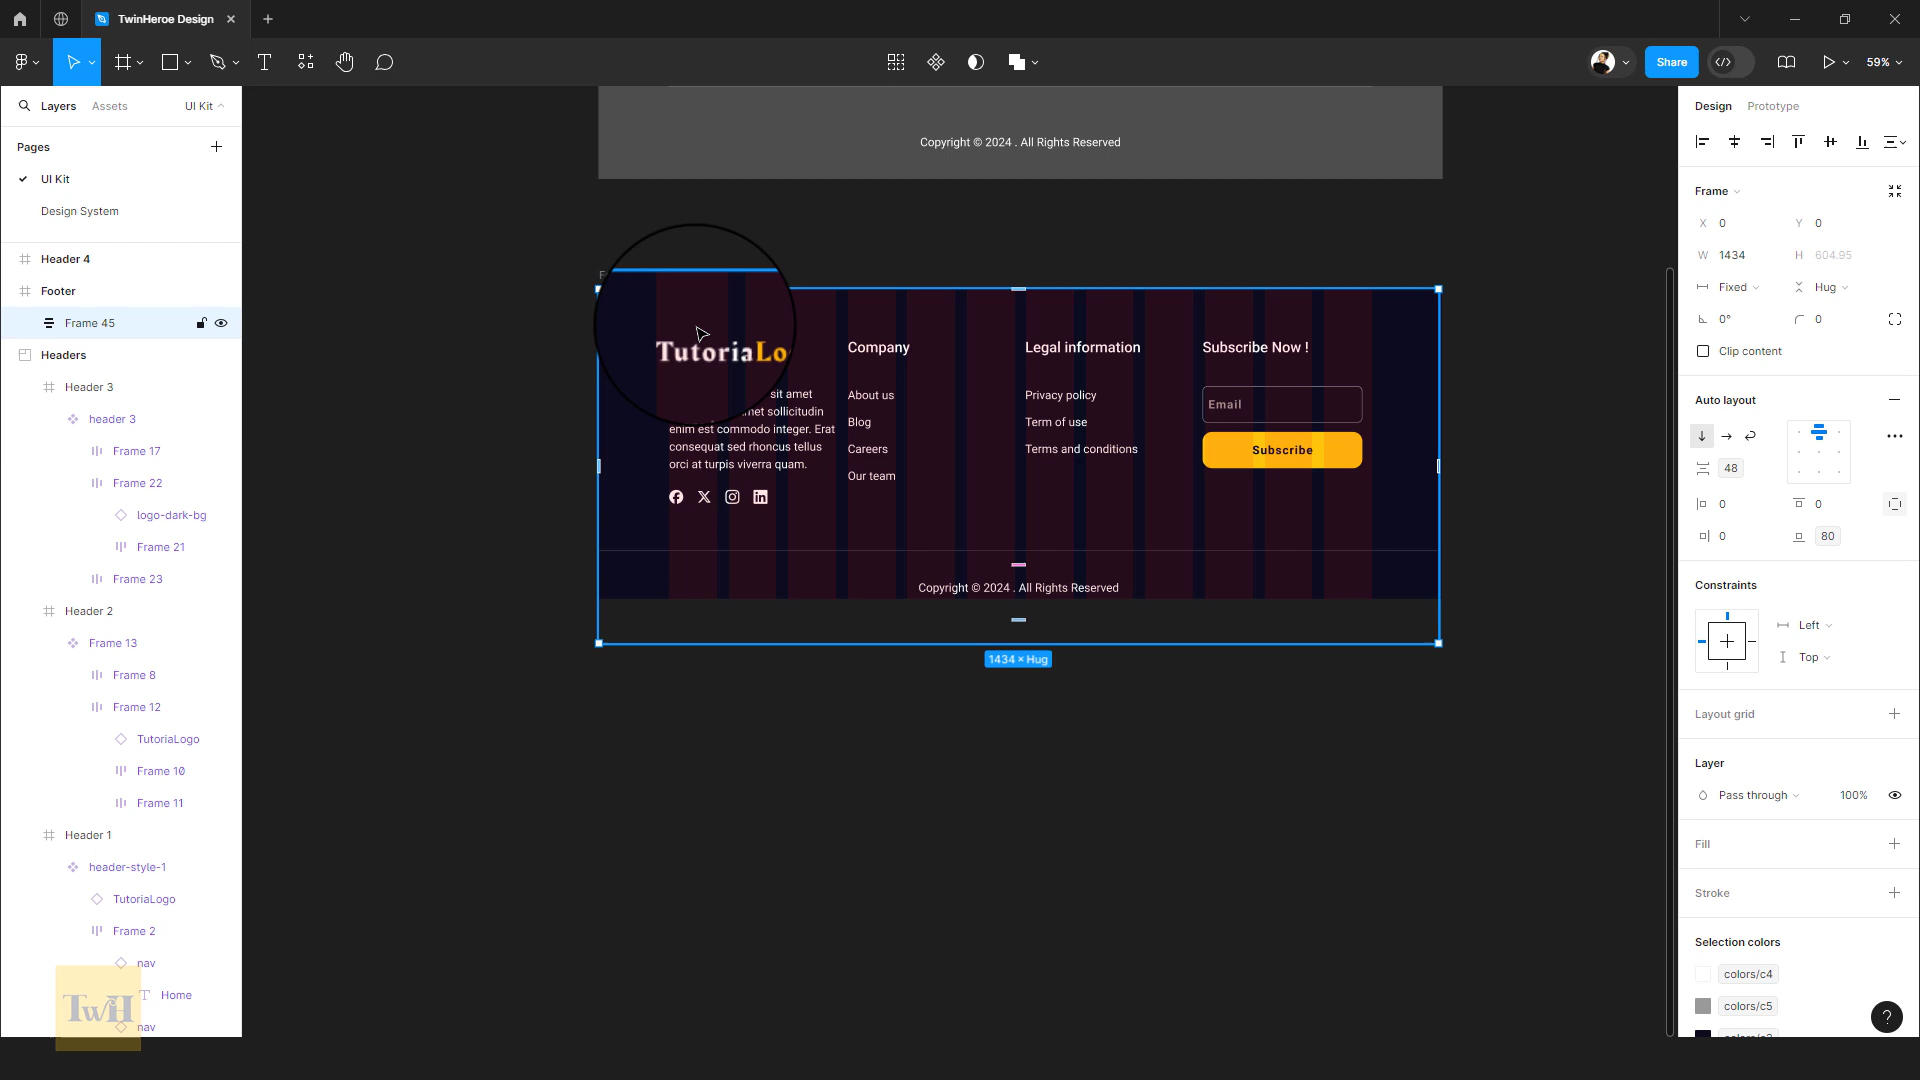 TwinHeroe Design
Share
59%
Layers
Assets
UI Kit
Pages
UI Kit
Design System
Header 4
Footer
Frame 45
Headers
Header 3
header 3
Frame 17
Frame 22
logo-dark-bg
Frame 21
Frame 23
Header 2
Frame 13
Frame 8
Frame 12
TutoriaLogo
Frame 10
Frame 11
Header 1
header-style-1
TutoriaLogo
Frame 2
nav
Home
nav
TwH
Copyright © 2024 . All Rights Reserved
F
TutoriaLo
sit amet
met sollicitudin
enim est commodo integer. Erat
consequat sed rhoncus tellus
orci at turpis viverra quam.
Company
About us
Blog
Careers
Our team
Legal information
Privacy policy
Term of use
Terms and conditions
Subscribe Now !
Email
Subscribe
Copyright © 2024 . All Rights Reserved
1434 × Hug
Design
Prototype
Frame
X 0
Y 0
W 1434
H 604.95
Fixed
Hug
0°
0
Clip content
Auto layout
48
0
0
0
80
Constraints
Left
Top
Layout grid
Layer
Pass through
100%
Fill
Stroke
Selection colors
colors/c4
colors/c5
?